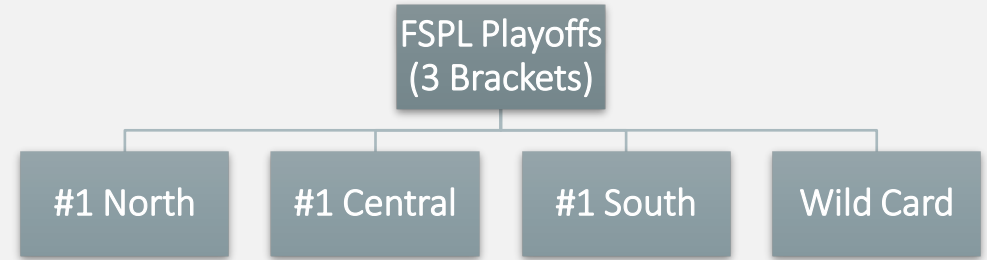 FSPL Playoffs
(3 Brackets)
#1 North
#1 Central
#1 South
Wild Card